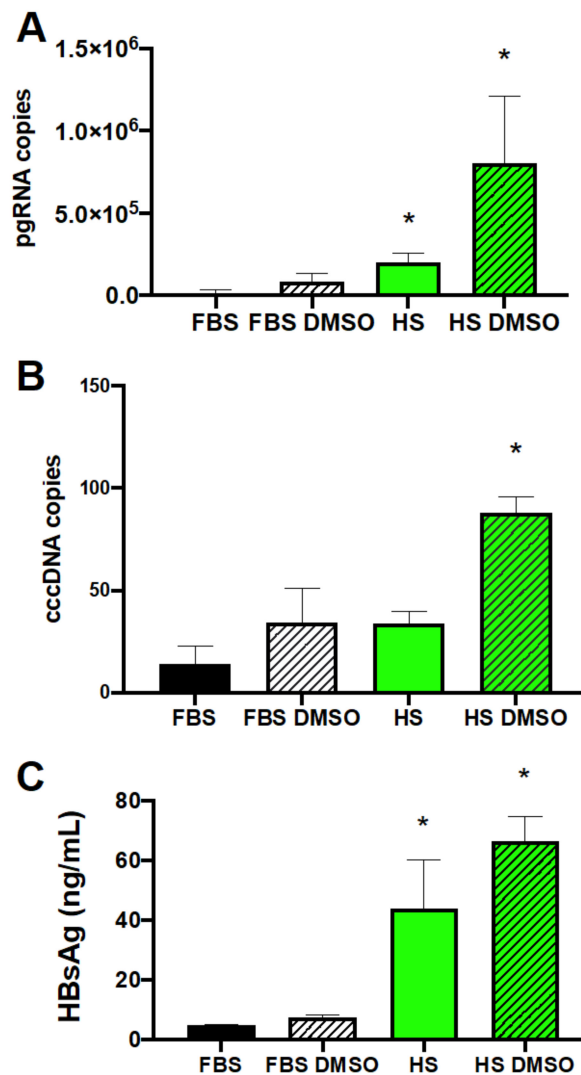 A
pgRNA copies
1.5×10⁶
1.0×10⁶
5.0×10⁵
0.0
*
*
FBS FBS DMSO HS HS DMSO
B
cccDNA copies
150
100
50
0
*
FBS FBS DMSO HS HS DMSO
C
HBsAg (ng/mL)
80
60
40
20
0
*
*
FBS FBS DMSO HS HS DMSO